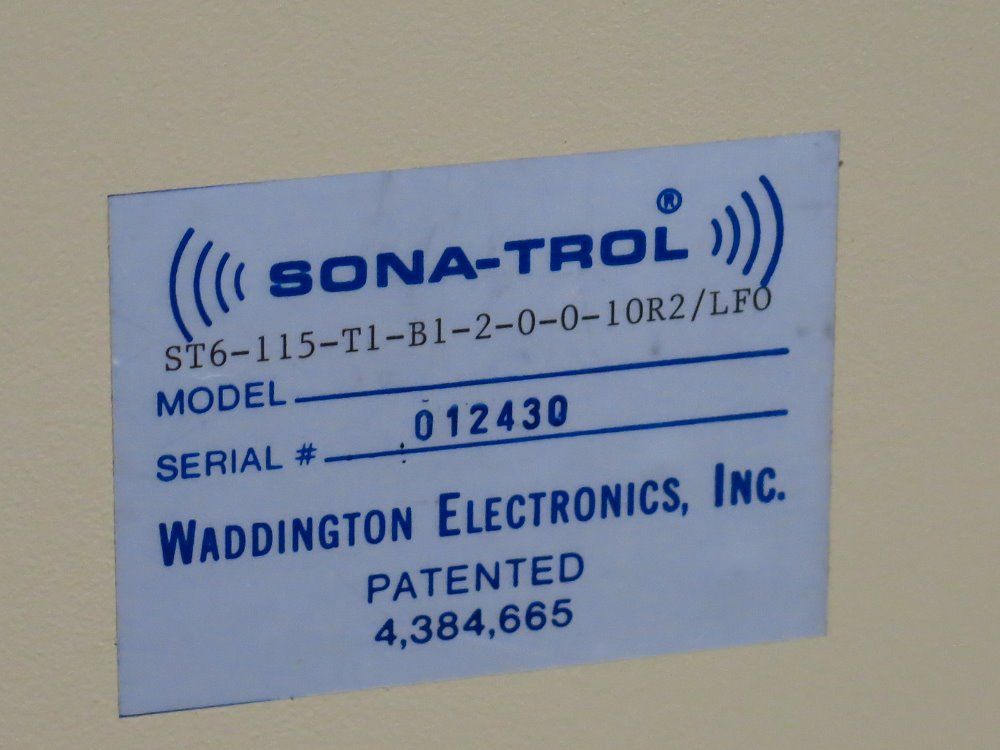 SONA-TROL®
ST6-115-T1-B1-2-0-0-10R2/LFO
MODEL
SERIAL # 012430
WADDINGTON ELECTRONICS, INC.
PATENTED
4,384,665